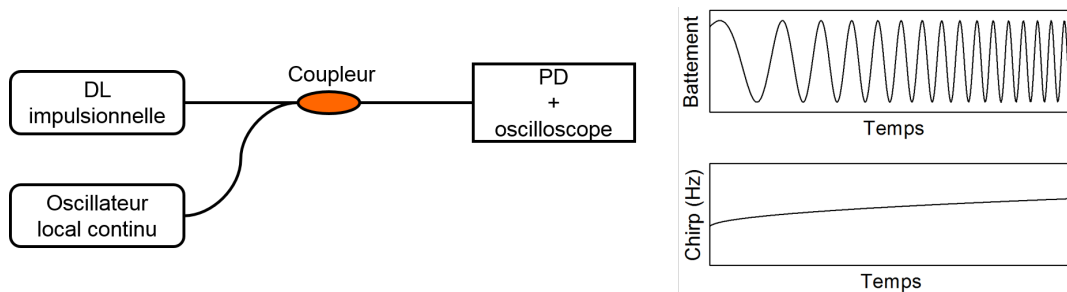 DL
impulsionnelle
Oscillateur
local continu
Coupleur
PD
+
oscilloscope
Battement
Temps
Chirp (Hz)
Temps